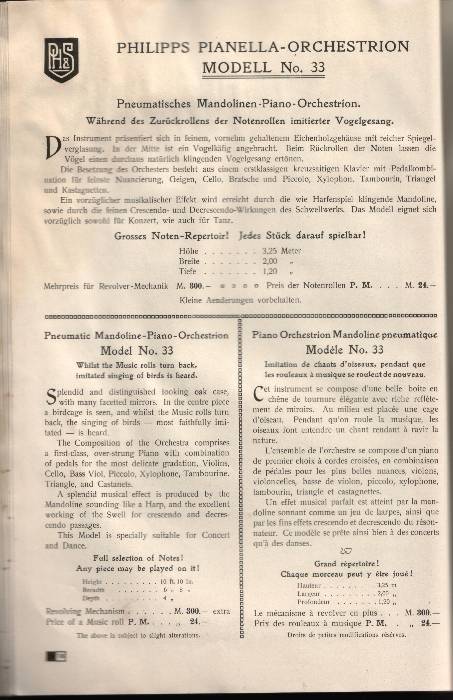 PHILIPPS PIANELLA-ORCHESTRION
MODELL No. 33
Pneumatisches Mandolinen-Piano-Orchestrion.
Während des Zurückrollens der Notenrollen imitierter Vogelgesang.
Das Instrument präsentiert sich in feinem, vornehm gehaltenem Eichenholzgehäuse mit reicher Spiegel-
verglasung. In der Mitte ist ein Vogelkäfig angebracht. Beim Rückrollen der Noten lassen die
Vögel einen durchaus natürlich klingenden Vogelgesang ertönen.
Die Besetzung des Orchesters besteht aus einem erstklassigen kreuzsaitigen Klavier mit Pedalkombi-
nation für feinste Nuancierung, Geigen, Cello, Bratsche und Piccolo, Xylophon, Tambourin, Triangel
und Kastagnetten.
Ein vorzüglicher musikalischer Effekt wird erreicht durch die wie Harfenspiel klingende Mandoline,
sowie durch die feinen Crescendo- und Decrescendo-Wirkungen des Schwellwerks. Das Modell eignet sich
vorzüglich sowohl für Konzert, wie auch für Tanz.
Grosses Noten-Repertoir! Jedes Stück darauf spielbar!
Höhe . . . . . . . 3,25 Meter
Breite . . . . . . . 2,00 „
Tiefe . . . . . . . 1,20 „
Mehrpreis für Revolver-Mechanik M. 800.— Preis der Notenrollen P. M. . . . M. 24.—
Kleine Aenderungen vorbehalten.
Pneumatic Mandoline-Piano-Orchestrion
Model No. 33
Whilst the Music rolls turn back,
imitated singing of birds is heard.
Splendid and distinguished looking oak case,
with many facetted mirrors. In the centre piece
a birdcage is seen, and whilst the Music rolls turn
back, the singing of birds — most faithfully imi-
tated — is heard.
The Composition of the Orchestra comprises
a first-class, over-strung Piano with combination
of pedals for the most delicate gradation, Violins,
Cello, Bass Viol, Piccolo, Xylophone, Tambourine,
Triangle, and Castanets.
A splendid musical effect is produced by the
Mandoline sounding like a Harp, and the excellent
working of the Swell for crescendo and decres-
cendo passages.
This Model is specially suitable for Concert
and Dance.
Full selection of Notes!
Any piece may be played on it!
Height . . . . . . . . 10 ft. 10 in.
Breadth . . . . . . . . 6 „ 8 „
Depth . . . . . . . . 4 „
Revolving Mechanism . . . . . . M. 800.— extra
Price of a Music roll P. M. . . . „ 24.—
The above is subject to slight alterations.
Piano Orchestrion Mandoline pneumatique
Modèle No. 33
Imitation de chants d'oiseaux, pendant que
les rouleaux à musique se roulent de nouveau.
Cet instrument se compose d'une belle boite en
chêne de tournure élégante avec riche reflète-
ment de miroirs. Au milieu est placée une cage
d'oiseau. Pendant qu'on roule la musique, les
oiseaux font entendre un chant rendant à ravir la
nature.
L'ensemble de l'orchestre se compose d'un piano
de premier choix à cordes croisées, en combinaison
de pédales pour les plus belles nuances, violons,
violoncelles, basse de violon, piccolo, xylophone,
tambourin, triangle et castagnettes.
Un effet musical parfait est atteint par la man-
doline sonnant comme un jeu de harpes, ainsi que
par les fins effets crescendo et decrescendo du réson-
nateur. Ce modèle se prête ainsi bien à des concerts
qu'à des danses.
Grand répertoire!
Chaque morceau peut y être joué!
Hauteur . . . . . . . 3,25 m
Largeur . . . . . . . 2,00 „
Profondeur . . . . . . 1,20 „
Le mécanisme à revolver en plus . . . M. 800.—
Prix des rouleaux à musique P. M. . . „ 24.—
Droits de petites modifications réservés.